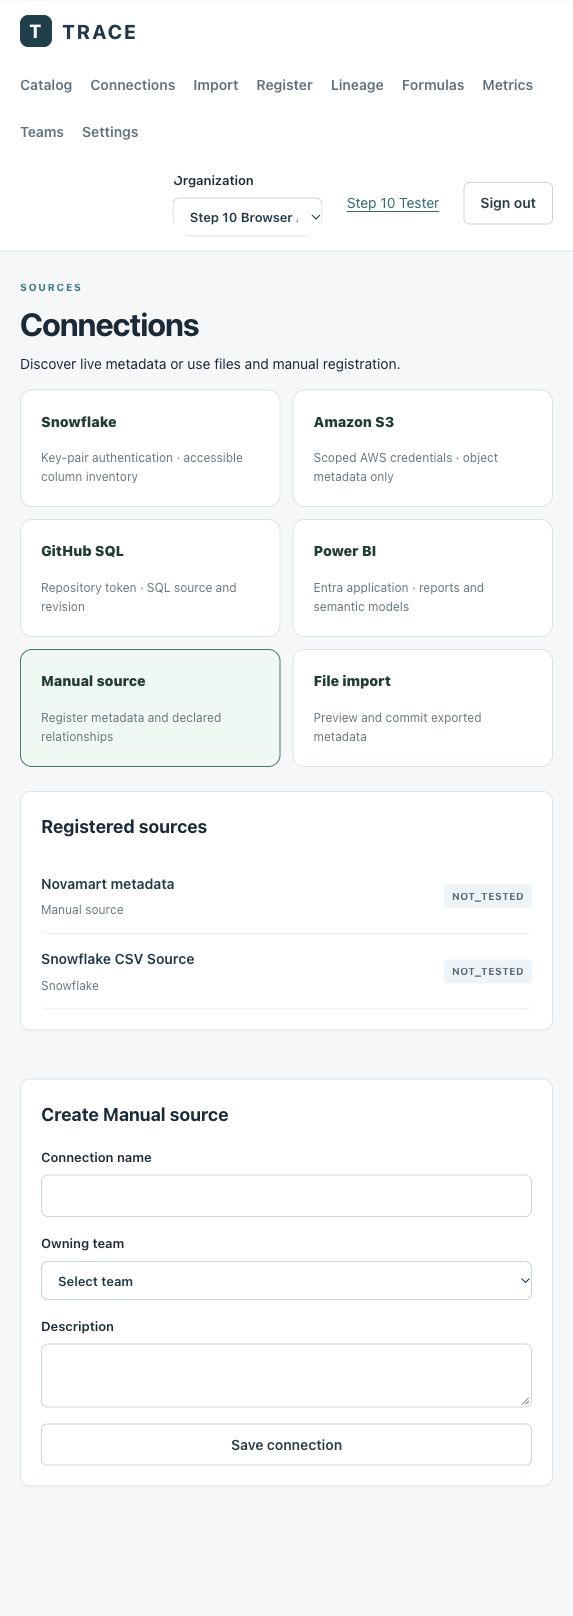 T TRACE
Catalog Connections Import Register Lineage Formulas Metrics
Teams Settings
Organization
Step 10 Browser
Step 10 Tester
Sign out
SOURCES
Connections
Discover live metadata or use files and manual registration.
Snowflake
Key-pair authentication · accessible
column inventory
Amazon S3
Scoped AWS credentials · object
metadata only
GitHub SQL
Repository token · SQL source and
revision
Power BI
Entra application · reports and
semantic models
Manual source
Register metadata and declared
relationships
File import
Preview and commit exported
metadata
Registered sources
Novamart metadata
Manual source
NOT_TESTED
Snowflake CSV Source
Snowflake
NOT_TESTED
Create Manual source
Connection name
Owning team
Select team
Description
Save connection